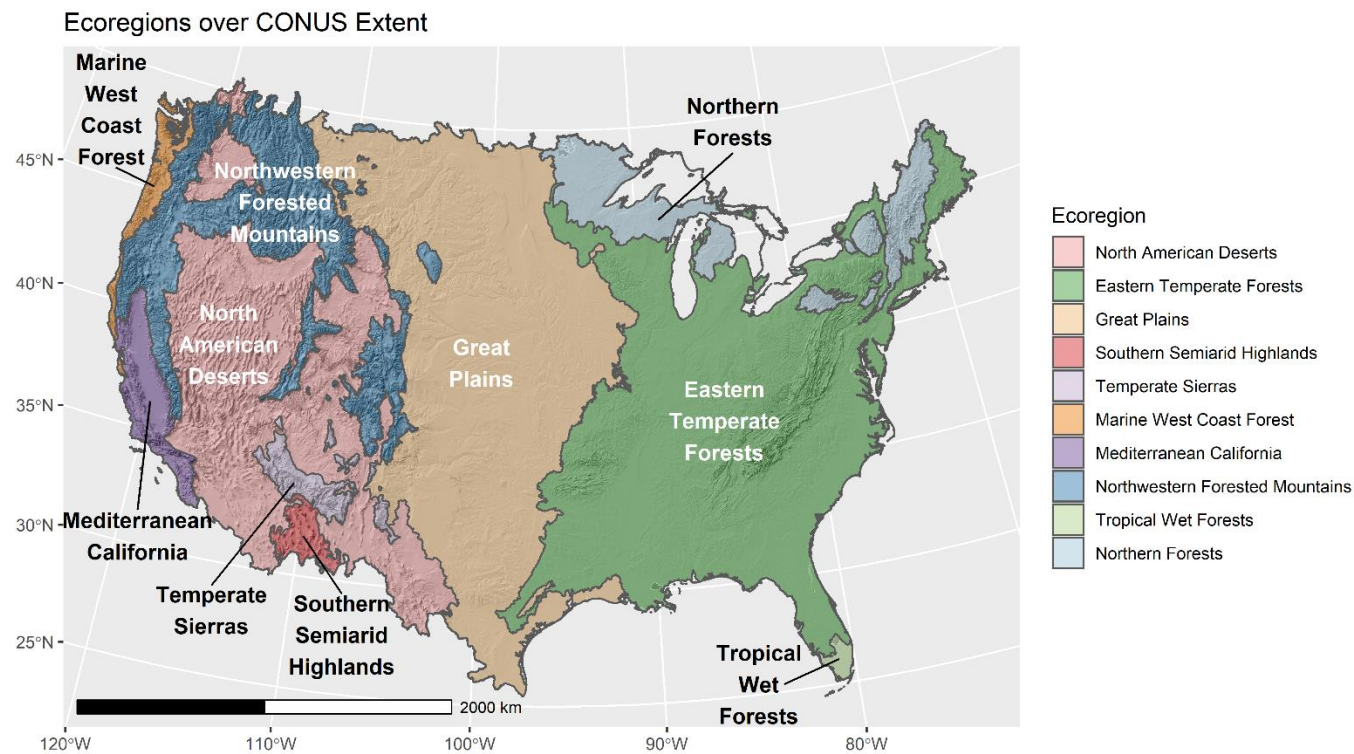 Ecoregions over CONUS Extent
Marine
West
Coast
Forest
Northern
Forests
Northwestern
Forested
Mountains
North
American
Deserts
Great
Plains
Eastern
Temperate
Forests
Mediterranean
California
Temperate
Sierras
Southern
Semiarid
Highlands
Tropical
Wet
Forests
45°N
40°N
35°N
30°N
25°N
2000 km
120°W
110°W
100°W
90°W
80°W
Ecoregion
North American Deserts
Eastern Temperate Forests
Great Plains
Southern Semiarid Highlands
Temperate Sierras
Marine West Coast Forest
Mediterranean California
Northwestern Forested Mountains
Tropical Wet Forests
Northern Forests